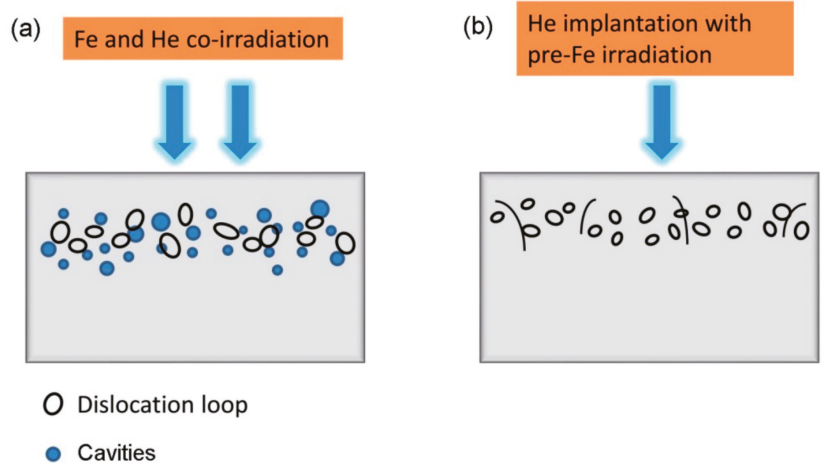 (a)
Fe and He co-irradiation
(b)
He implantation with
pre-Fe irradiation
Dislocation loop
Cavities